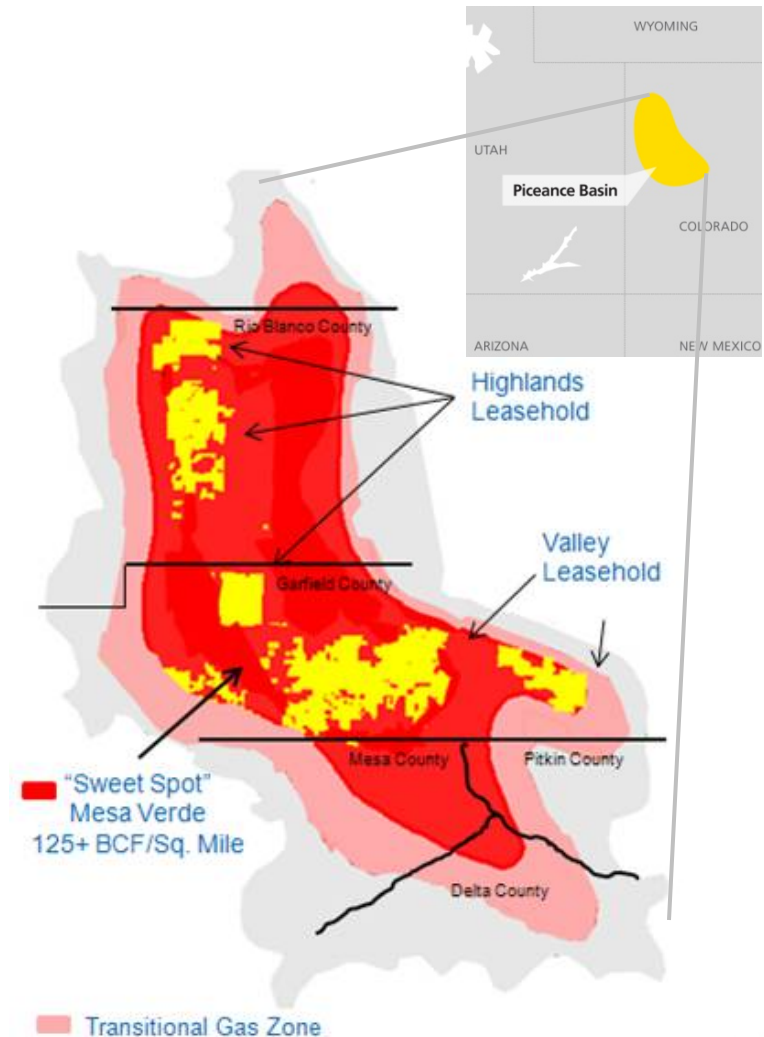 WYOMING
UTAH
Piceance Basin
COLORADO
ARIZONA
NEW MEXICO
Rio Blanco County
Highlands
Leasehold
Valley
Leasehold
Garfield County
Mesa County
Pitkin County
"Sweet Spot"
Mesa Verde
125+ BCF/Sq. Mile
Delta County
Transitional Gas Zone